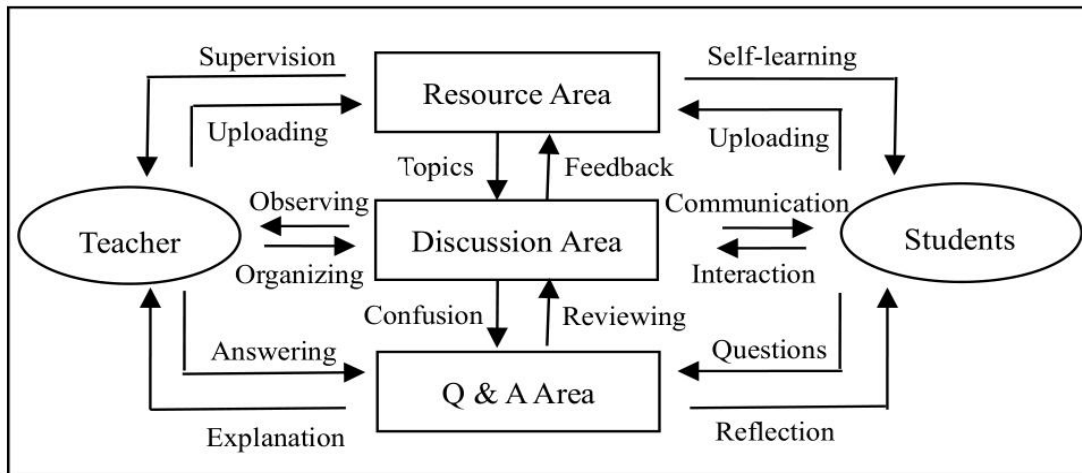 Supervision
Self-learning
Resource Area
Uploading
Uploading
Topics
Feedback
Observing
Communication
Teacher
Discussion Area
Students
Organizing
Interaction
Confusion
Reviewing
Answering
Questions
Q & A Area
Explanation
Reflection